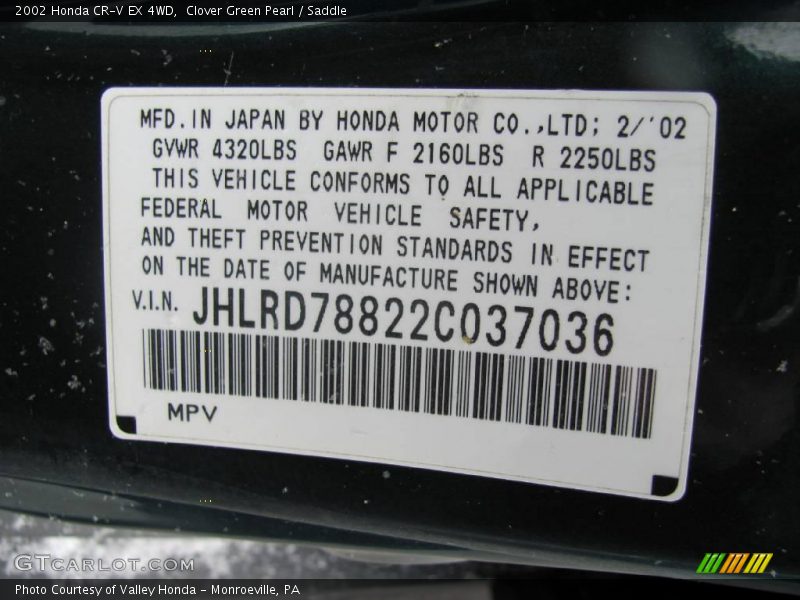 2002 Honda CR-V EX 4WD, Clover Green Pearl / Saddle
MFD.IN JAPAN BY HONDA MOTOR CO.,LTD; 2/'02
GVWR 4320LBS GAWR F 2160LBS R 2250LBS
THIS VEHICLE CONFORMS TO ALL APPLICABLE
FEDERAL MOTOR VEHICLE SAFETY,
AND THEFT PREVENTION STANDARDS IN EFFECT
ON THE DATE OF MANUFACTURE SHOWN ABOVE:
V.I.N. JHLRD78822C037036
MPV
GTCARLOT.COM
Photo Courtesy of Valley Honda - Monroeville, PA